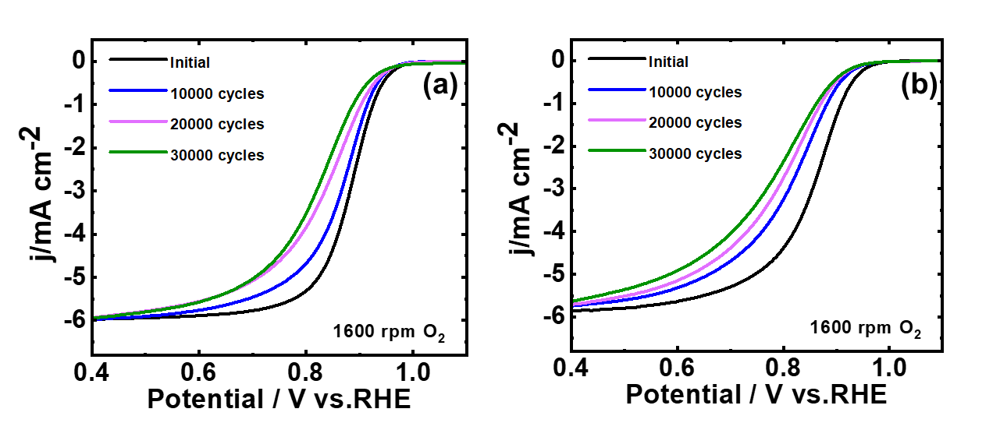 (a)
Initial
10000 cycles
20000 cycles
30000 cycles
1600 rpm O2
0
-1
-2
-3
-4
-5
-6
j/mA cm-2
0.4
0.6
0.8
1.0
Potential / V vs.RHE
(b)
Initial
10000 cycles
20000 cycles
30000 cycles
1600 rpm O2
0
-1
-2
-3
-4
-5
-6
j/mA cm-2
0.4
0.6
0.8
1.0
Potential / V vs.RHE